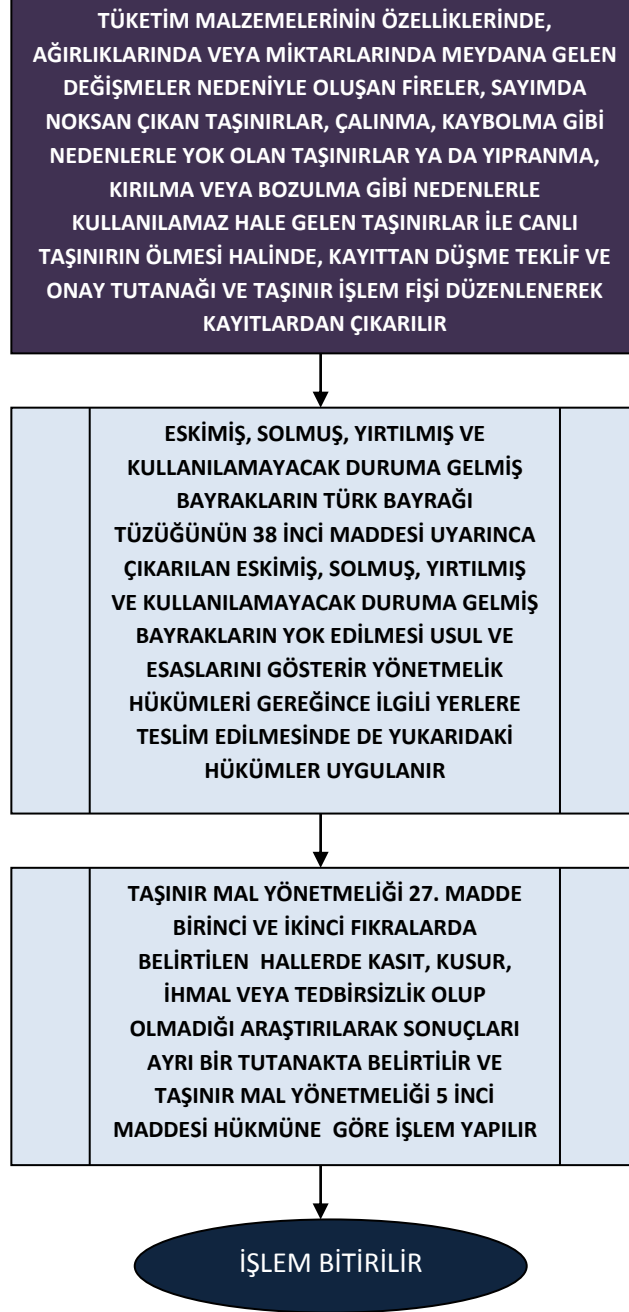 TÜKETİM MALZEMELERİNİN ÖZELLİKLERİNDE,
AĞIRLIKLARINDA VEYA MİKTARLARINDA MEYDANA GELEN
DEĞİŞMELER NEDENİYLE OLUŞAN FİRELER, SAYIMDA
NOKSAN ÇIKAN TAŞINIRLAR, ÇALINMA, KAYBOLMA GİBİ
NEDENLERLE YOK OLAN TAŞINIRLAR YA DA YIPRANMA,
KIRILMA VEYA BOZULMA GİBİ NEDENLERLE
KULLANILAMAZ HALE GELEN TAŞINIRLAR İLE CANLI
TAŞINIRIN ÖLMESİ HALİNDE, KAYITTAN DÜŞME TEKLİF VE
ONAY TUTANAĞI VE TAŞINIR İŞLEM FİŞİ DÜZENLENEREK
KAYITLARDAN ÇIKARILIR
ESKİMİŞ, SOLMUŞ, YIRTILMIŞ VE
KULLANILAMAYACAK DURUMA GELMİŞ
BAYRAKLARIN TÜRK BAYRAĞI
TÜZÜĞÜNÜN 38 İNCİ MADDESİ UYARINCA
ÇIKARILAN ESKİMİŞ, SOLMUŞ, YIRTILMIŞ
VE KULLANILAMAYACAK DURUMA GELMİŞ
BAYRAKLARIN YOK EDİLMESİ USUL VE
ESASLARINI GÖSTERİR YÖNETMELİK
HÜKÜMLERİ GEREĞİNCE İLGİLİ YERLERE
TESLİM EDİLMESİNDE DE YUKARIDAKİ
HÜKÜMLER UYGULANIR
TAŞINIR MAL YÖNETMELİĞİ 27. MADDE
BİRİNCİ VE İKİNCİ FIKRALARDA
BELİRTİLEN HALLERDE KASIT, KUSUR,
İHMAL VEYA TEDBİRSİZLİK OLUP
OLMADIĞI ARAŞTIRILARAK SONUÇLARI
AYRI BİR TUTANAKTA BELİRTİLİR VE
TAŞINIR MAL YÖNETMELİĞİ 5 İNCİ
MADDESİ HÜKMÜNE GÖRE İŞLEM YAPILIR
İŞLEM BİTİRİLİR